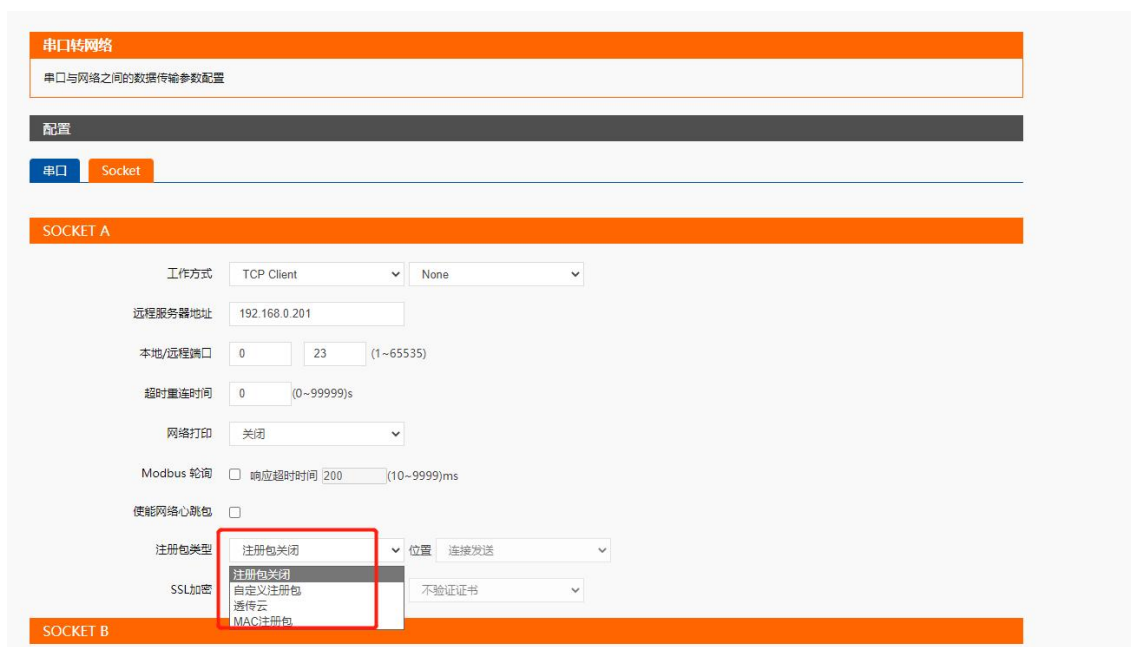 串口转网络
串口与网络之间的数据传输参数配置
配置
串口 Socket
SOCKET A
工作方式 TCP Client None
远程服务器地址 192.168.0.201
本地/远程端口 0 23 (1~65535)
超时重连时间 0 (0~99999)s
网络打印 关闭
Modbus 轮询 响应超时时间 200 (10~9999)ms
使能网络心跳包
注册包类型 注册包关闭 位置 连接发送
注册包关闭
SSL加密 自定义注册包 不验证证书
透传云
MAC注册包
SOCKET B